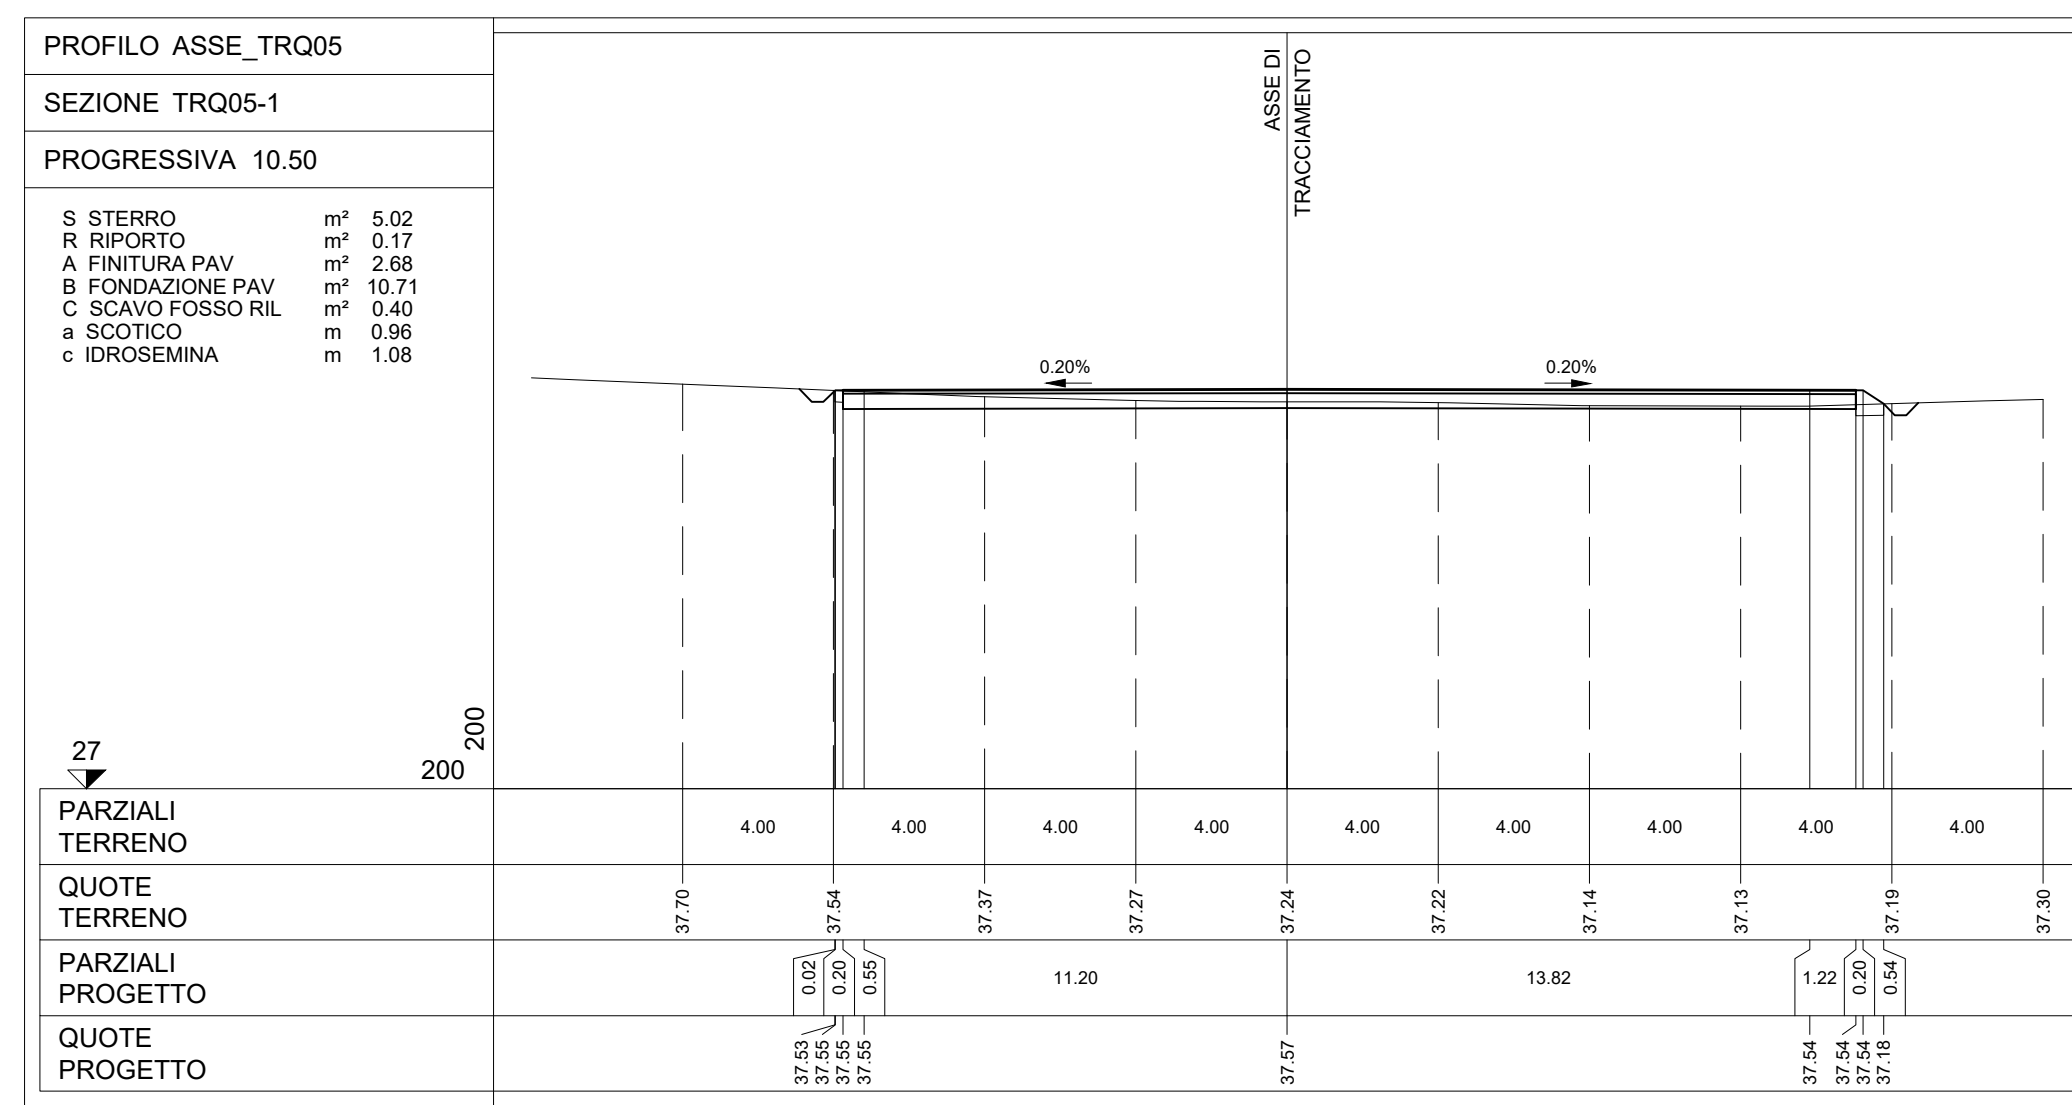 PROFILO ASSE_TRQ05
SEZIONE TRQ05-1
PROGRESSIVA 10.50
S STERRO m² 5.02
R RIPORTO m² 0.17
A FINITURA PAV m² 2.68
B FONDAZIONE PAV m² 10.71
C SCAVO FOSSO RIL m² 0.40
a SCOTICO m 0.96
c IDROSEMINA m 1.08
ASSE DI
TRACCIAMENTO
0.20% 0.20%
27
200
200
PARZIALI
TERRENO
4.00 4.00 4.00 4.00 4.00 4.00 4.00 4.00 4.00
QUOTE
TERRENO
37.70 37.54 37.37 37.27 37.24 37.22 37.14 37.13 37.19 37.30
PARZIALI
PROGETTO
0.02 0.20 0.55 11.20 13.82 1.22 0.20 0.54
QUOTE
PROGETTO
37.53 37.55 37.55 37.55 37.57 37.54 37.54 37.54 37.18